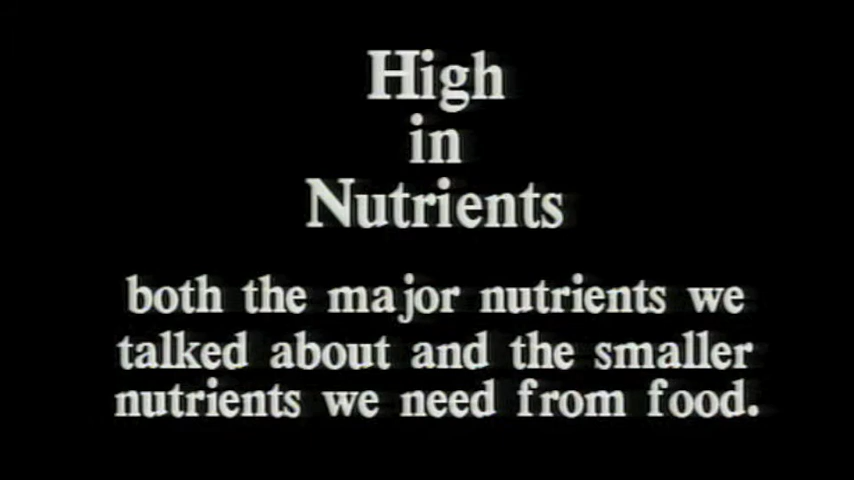 High
in
Nutrients
both the major nutrients we
talked about and the smaller
nutrients we need from food.